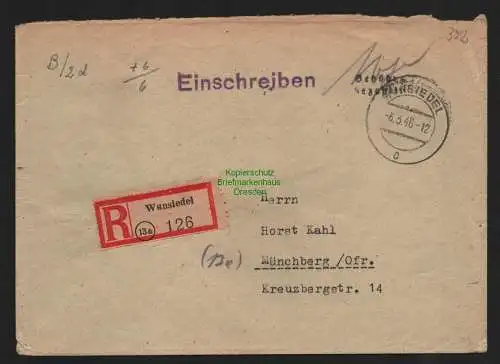 B/2d
+6
6
322
Einschreiben
Gebühr
bezahlt
WUNSIEDEL
-6.5.46-12
c
Kopierschutz
Briefmarkenhaus
Dresden
R
Wunsiedel
13a
126
Herrn
Horst Kahl
(13a)
Münchberg /Ofr.
Kreuzbergstr. 14